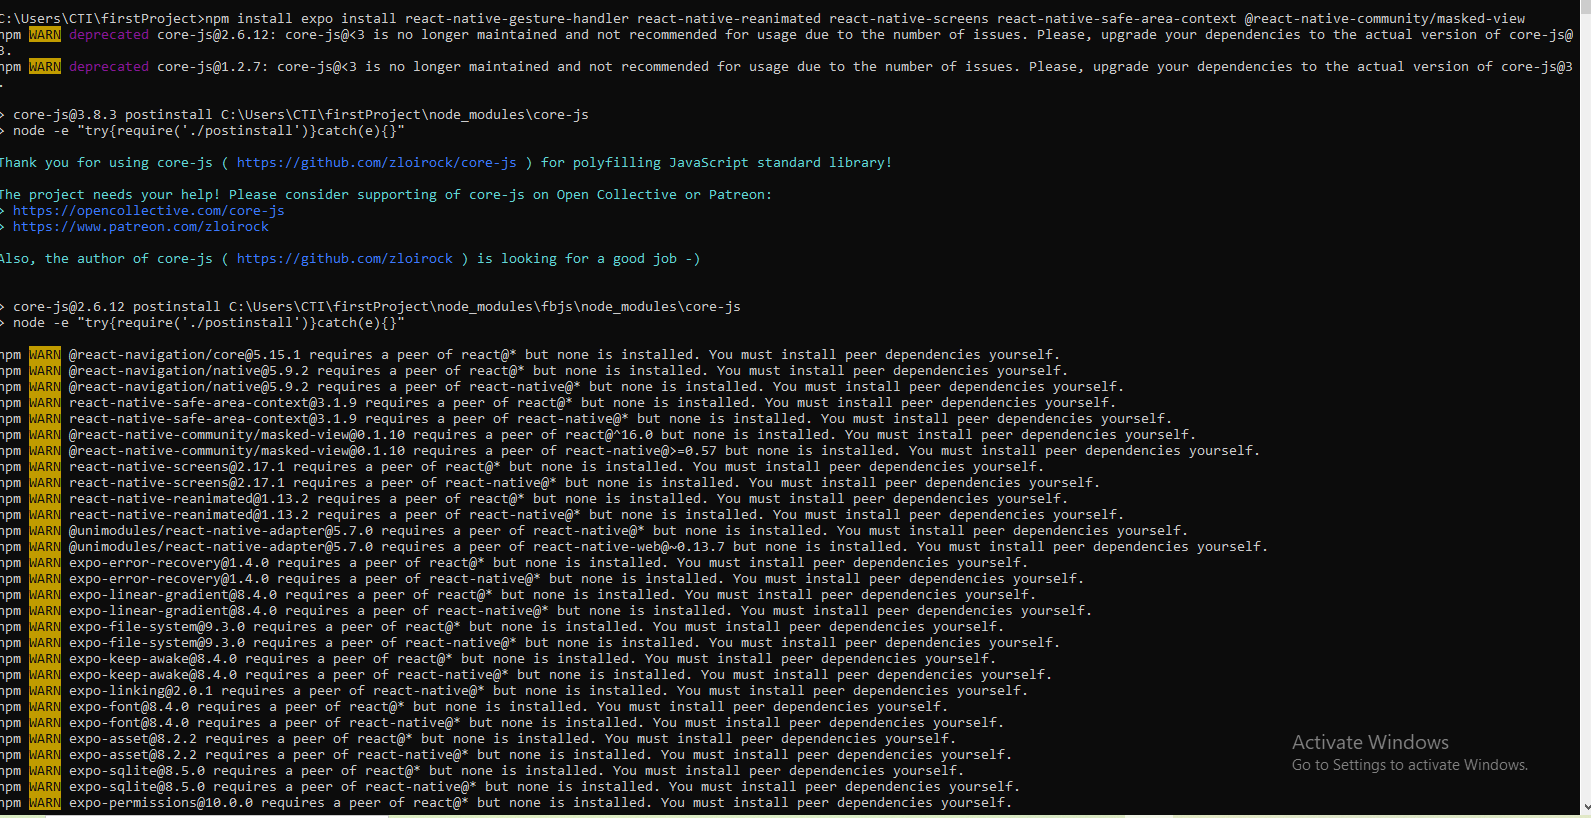 C:\Users\CTI\firstProject>npm install expo install react-native-gesture-handler react-native-reanimated react-native-screens react-native-safe-area-context @react-native-community/masked-view
npm WARN deprecated core-js@2.6.12: core-js@<3 is no longer maintained and not recommended for usage due to the number of issues. Please, upgrade your dependencies to the actual version of core-js@
3.
npm WARN deprecated core-js@1.2.7: core-js@<3 is no longer maintained and not recommended for usage due to the number of issues. Please, upgrade your dependencies to the actual version of core-js@3
.
> core-js@3.8.3 postinstall C:\Users\CTI\firstProject\node_modules\core-js
> node -e "try{require('./postinstall')}catch(e){}"
Thank you for using core-js ( https://github.com/zloirock/core-js ) for polyfilling JavaScript standard library!
The project needs your help! Please consider supporting of core-js on Open Collective or Patreon:
> https://opencollective.com/core-js
> https://www.patreon.com/zloirock
Also, the author of core-js ( https://github.com/zloirock ) is looking for a good job -)
> core-js@2.6.12 postinstall C:\Users\CTI\firstProject\node_modules\fbjs\node_modules\core-js
> node -e "try{require('./postinstall')}catch(e){}"
npm WARN @react-navigation/core@5.15.1 requires a peer of react@* but none is installed. You must install peer dependencies yourself.
npm WARN @react-navigation/native@5.9.2 requires a peer of react@* but none is installed. You must install peer dependencies yourself.
npm WARN @react-navigation/native@5.9.2 requires a peer of react-native@* but none is installed. You must install peer dependencies yourself.
npm WARN react-native-safe-area-context@3.1.9 requires a peer of react@* but none is installed. You must install peer dependencies yourself.
npm WARN react-native-safe-area-context@3.1.9 requires a peer of react-native@* but none is installed. You must install peer dependencies yourself.
npm WARN @react-native-community/masked-view@0.1.10 requires a peer of react@^16.0 but none is installed. You must install peer dependencies yourself.
npm WARN @react-native-community/masked-view@0.1.10 requires a peer of react-native@>=0.57 but none is installed. You must install peer dependencies yourself.
npm WARN react-native-screens@2.17.1 requires a peer of react@* but none is installed. You must install peer dependencies yourself.
npm WARN react-native-screens@2.17.1 requires a peer of react-native@* but none is installed. You must install peer dependencies yourself.
npm WARN react-native-reanimated@1.13.2 requires a peer of react@* but none is installed. You must install peer dependencies yourself.
npm WARN react-native-reanimated@1.13.2 requires a peer of react-native@* but none is installed. You must install peer dependencies yourself.
npm WARN @unimodules/react-native-adapter@5.7.0 requires a peer of react-native@* but none is installed. You must install peer dependencies yourself.
npm WARN @unimodules/react-native-adapter@5.7.0 requires a peer of react-native-web@~0.13.7 but none is installed. You must install peer dependencies yourself.
npm WARN expo-error-recovery@1.4.0 requires a peer of react@* but none is installed. You must install peer dependencies yourself.
npm WARN expo-error-recovery@1.4.0 requires a peer of react-native@* but none is installed. You must install peer dependencies yourself.
npm WARN expo-linear-gradient@8.4.0 requires a peer of react@* but none is installed. You must install peer dependencies yourself.
npm WARN expo-linear-gradient@8.4.0 requires a peer of react-native@* but none is installed. You must install peer dependencies yourself.
npm WARN expo-file-system@9.3.0 requires a peer of react@* but none is installed. You must install peer dependencies yourself.
npm WARN expo-file-system@9.3.0 requires a peer of react-native@* but none is installed. You must install peer dependencies yourself.
npm WARN expo-keep-awake@8.4.0 requires a peer of react@* but none is installed. You must install peer dependencies yourself.
npm WARN expo-keep-awake@8.4.0 requires a peer of react-native@* but none is installed. You must install peer dependencies yourself.
npm WARN expo-linking@2.0.1 requires a peer of react-native@* but none is installed. You must install peer dependencies yourself.
npm WARN expo-font@8.4.0 requires a peer of react@* but none is installed. You must install peer dependencies yourself.
npm WARN expo-font@8.4.0 requires a peer of react-native@* but none is installed. You must install peer dependencies yourself.
npm WARN expo-asset@8.2.2 requires a peer of react@* but none is installed. You must install peer dependencies yourself.
npm WARN expo-asset@8.2.2 requires a peer of react-native@* but none is installed. You must install peer dependencies yourself.
npm WARN expo-sqlite@8.5.0 requires a peer of react@* but none is installed. You must install peer dependencies yourself.
npm WARN expo-sqlite@8.5.0 requires a peer of react-native@* but none is installed. You must install peer dependencies yourself.
npm WARN expo-permissions@10.0.0 requires a peer of react@* but none is installed. You must install peer dependencies yourself.
Activate Windows
Go to Settings to activate Windows.